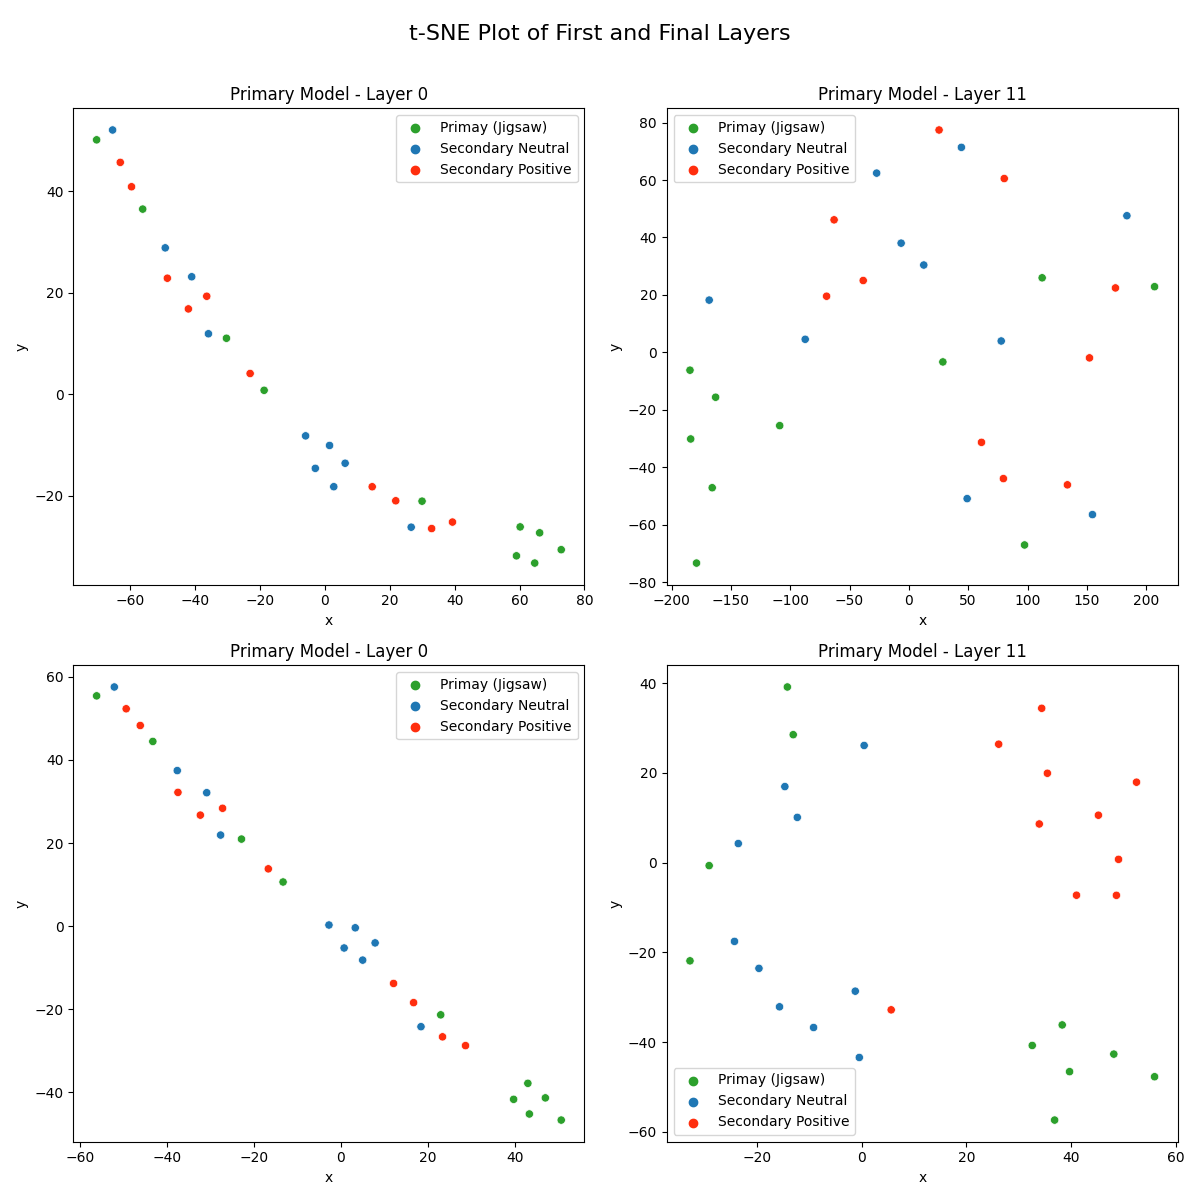 t-SNE Plot of First and Final Layers
Primary Model - Layer 0
Primay (Jigsaw)
Secondary Neutral
Secondary Positive
40
20
0
−20
y
−60 −40 −20 0 20 40 60 80
x
Primary Model - Layer 11
Primay (Jigsaw)
Secondary Neutral
Secondary Positive
80
60
40
20
0
−20
−40
−60
−80
y
−200 −150 −100 −50 0 50 100 150 200
x
Primary Model - Layer 0
Primay (Jigsaw)
Secondary Neutral
Secondary Positive
60
40
20
0
−20
−40
y
−60 −40 −20 0 20 40
x
Primary Model - Layer 11
40
20
0
−20
−40
−60
y
Primay (Jigsaw)
Secondary Neutral
Secondary Positive
−20 0 20 40 60
x